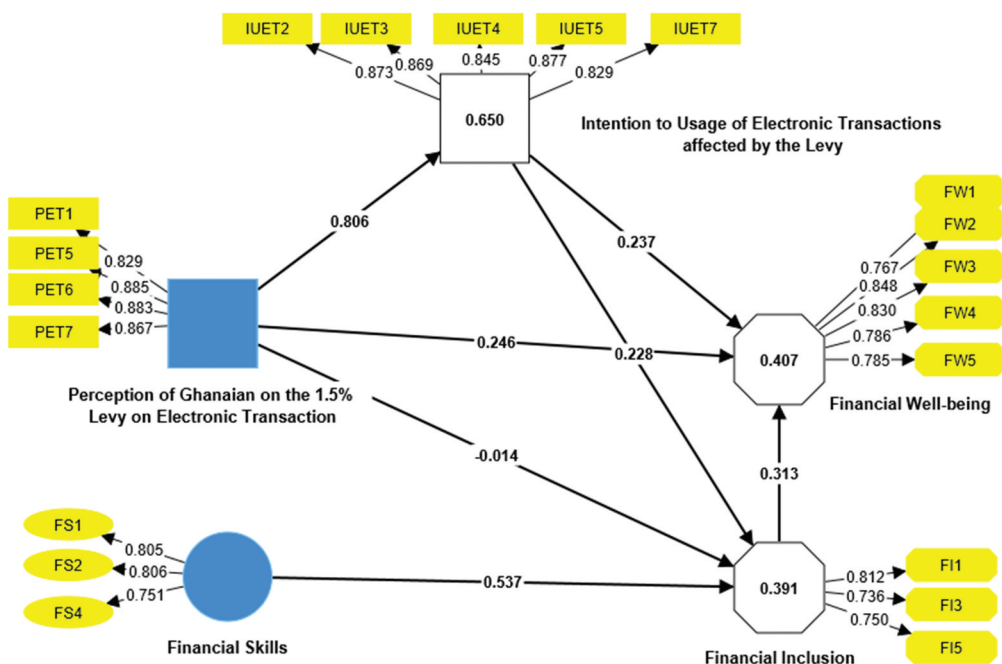 IUET2 IUET3 IUET4 IUET5 IUET7
0.873 0.869 0.845 0.877 0.829
0.650
Intention to Usage of Electronic Transactions
affected by the Levy
PET1
PET5
PET6
PET7
0.829
0.885
0.883
0.867
0.806
0.237
FW1
FW2
FW3
FW4
FW5
0.767
0.848
0.830
0.786
0.785
0.246
0.228
0.407
Perception of Ghanaian on the 1.5%
Levy on Electronic Transaction
Financial Well-being
-0.014
0.313
FS1
FS2
FS4
0.805
0.806
0.751
0.537
0.391
0.812
0.736
0.750
FI1
FI3
FI5
Financial Skills
Financial Inclusion